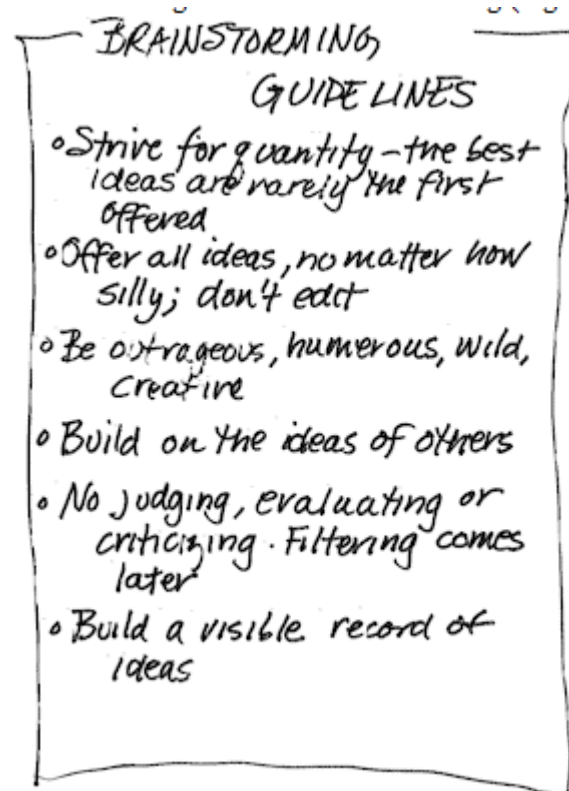 BRAINSTORMING
GUIDELINES
• Strive for quantity – the best
ideas are rarely the first
offered
• Offer all ideas, no matter how
silly; don't edit
• Be outrageous, humerous, wild,
creative
• Build on the ideas of others
• No judging, evaluating or
criticizing. Filtering comes
later
• Build a visible record of
ideas